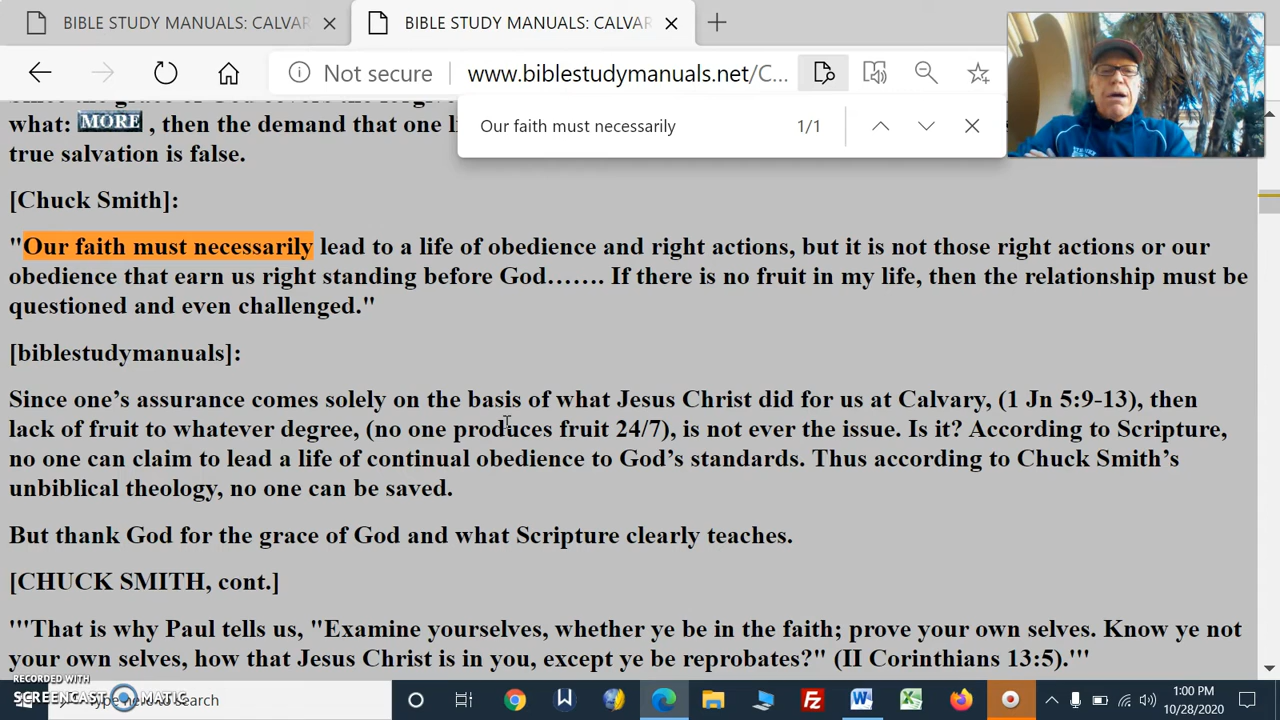 BIBLE STUDY MANUALS: CALVAR
BIBLE STUDY MANUALS: CALVAR
Not secure
www.biblestudymanuals.net/C...
Our faith must necessarily 1/1
what: MORE , then the demand that one li
true salvation is false.
[Chuck Smith]:
"Our faith must necessarily lead to a life of obedience and right actions, but it is not those right actions or our
obedience that earn us right standing before God……. If there is no fruit in my life, then the relationship must be
questioned and even challenged."
[biblestudymanuals]:
Since one’s assurance comes solely on the basis of what Jesus Christ did for us at Calvary, (1 Jn 5:9-13), then
lack of fruit to whatever degree, (no one produces fruit 24/7), is not ever the issue. Is it? According to Scripture,
no one can claim to lead a life of continual obedience to God’s standards. Thus according to Chuck Smith’s
unbiblical theology, no one can be saved.
But thank God for the grace of God and what Scripture clearly teaches.
[CHUCK SMITH, cont.]
'"That is why Paul tells us, "Examine yourselves, whether ye be in the faith; prove your own selves. Know ye not
your own selves, how that Jesus Christ is in you, except ye be reprobates?" (II Corinthians 13:5).'"
RECORDED WITH
SCREENCAST MATIC
Type here to search
1:00 PM
10/28/2020